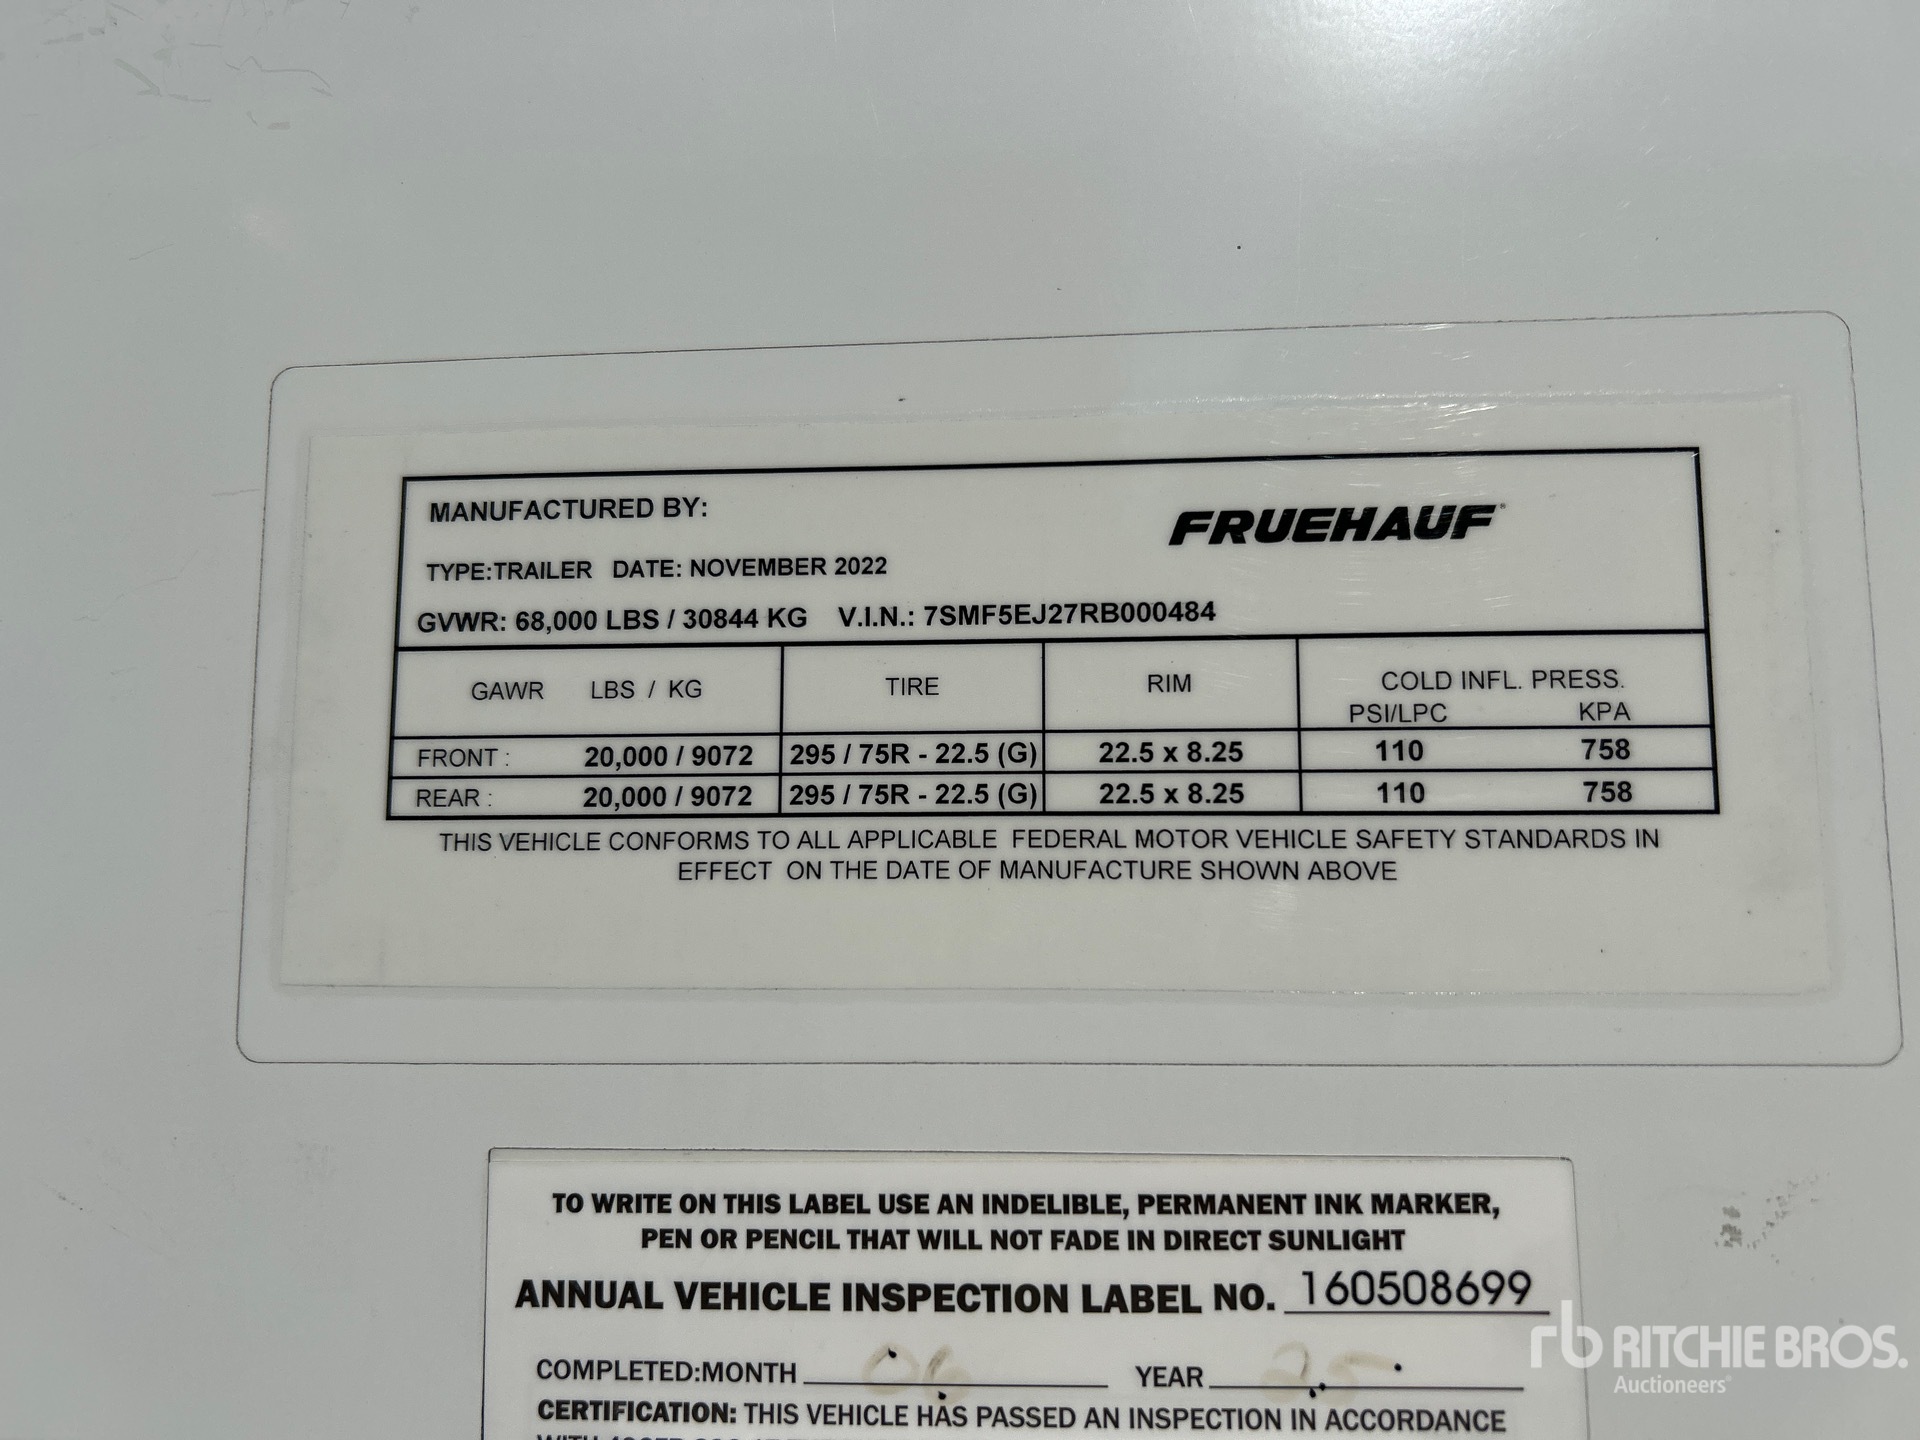 MANUFACTURED BY: FRUEHAUF
TYPE:TRAILER DATE: NOVEMBER 2022
GVWR: 68,000 LBS / 30844 KG V.I.N.: 7SMF5EJ27RB000484
GAWR LBS / KG TIRE RIM COLD INFL. PRESS.
PSI/LPC KPA
FRONT : 20,000 / 9072 295 / 75R - 22.5 (G) 22.5 x 8.25 110 758
REAR : 20,000 / 9072 295 / 75R - 22.5 (G) 22.5 x 8.25 110 758
THIS VEHICLE CONFORMS TO ALL APPLICABLE FEDERAL MOTOR VEHICLE SAFETY STANDARDS IN
EFFECT ON THE DATE OF MANUFACTURE SHOWN ABOVE
TO WRITE ON THIS LABEL USE AN INDELIBLE, PERMANENT INK MARKER,
PEN OR PENCIL THAT WILL NOT FADE IN DIRECT SUNLIGHT
ANNUAL VEHICLE INSPECTION LABEL NO. 160508699
COMPLETED:MONTH 06 YEAR 25
CERTIFICATION: THIS VEHICLE HAS PASSED AN INSPECTION IN ACCORDANCE
rb RITCHIE BROS.
Auctioneers